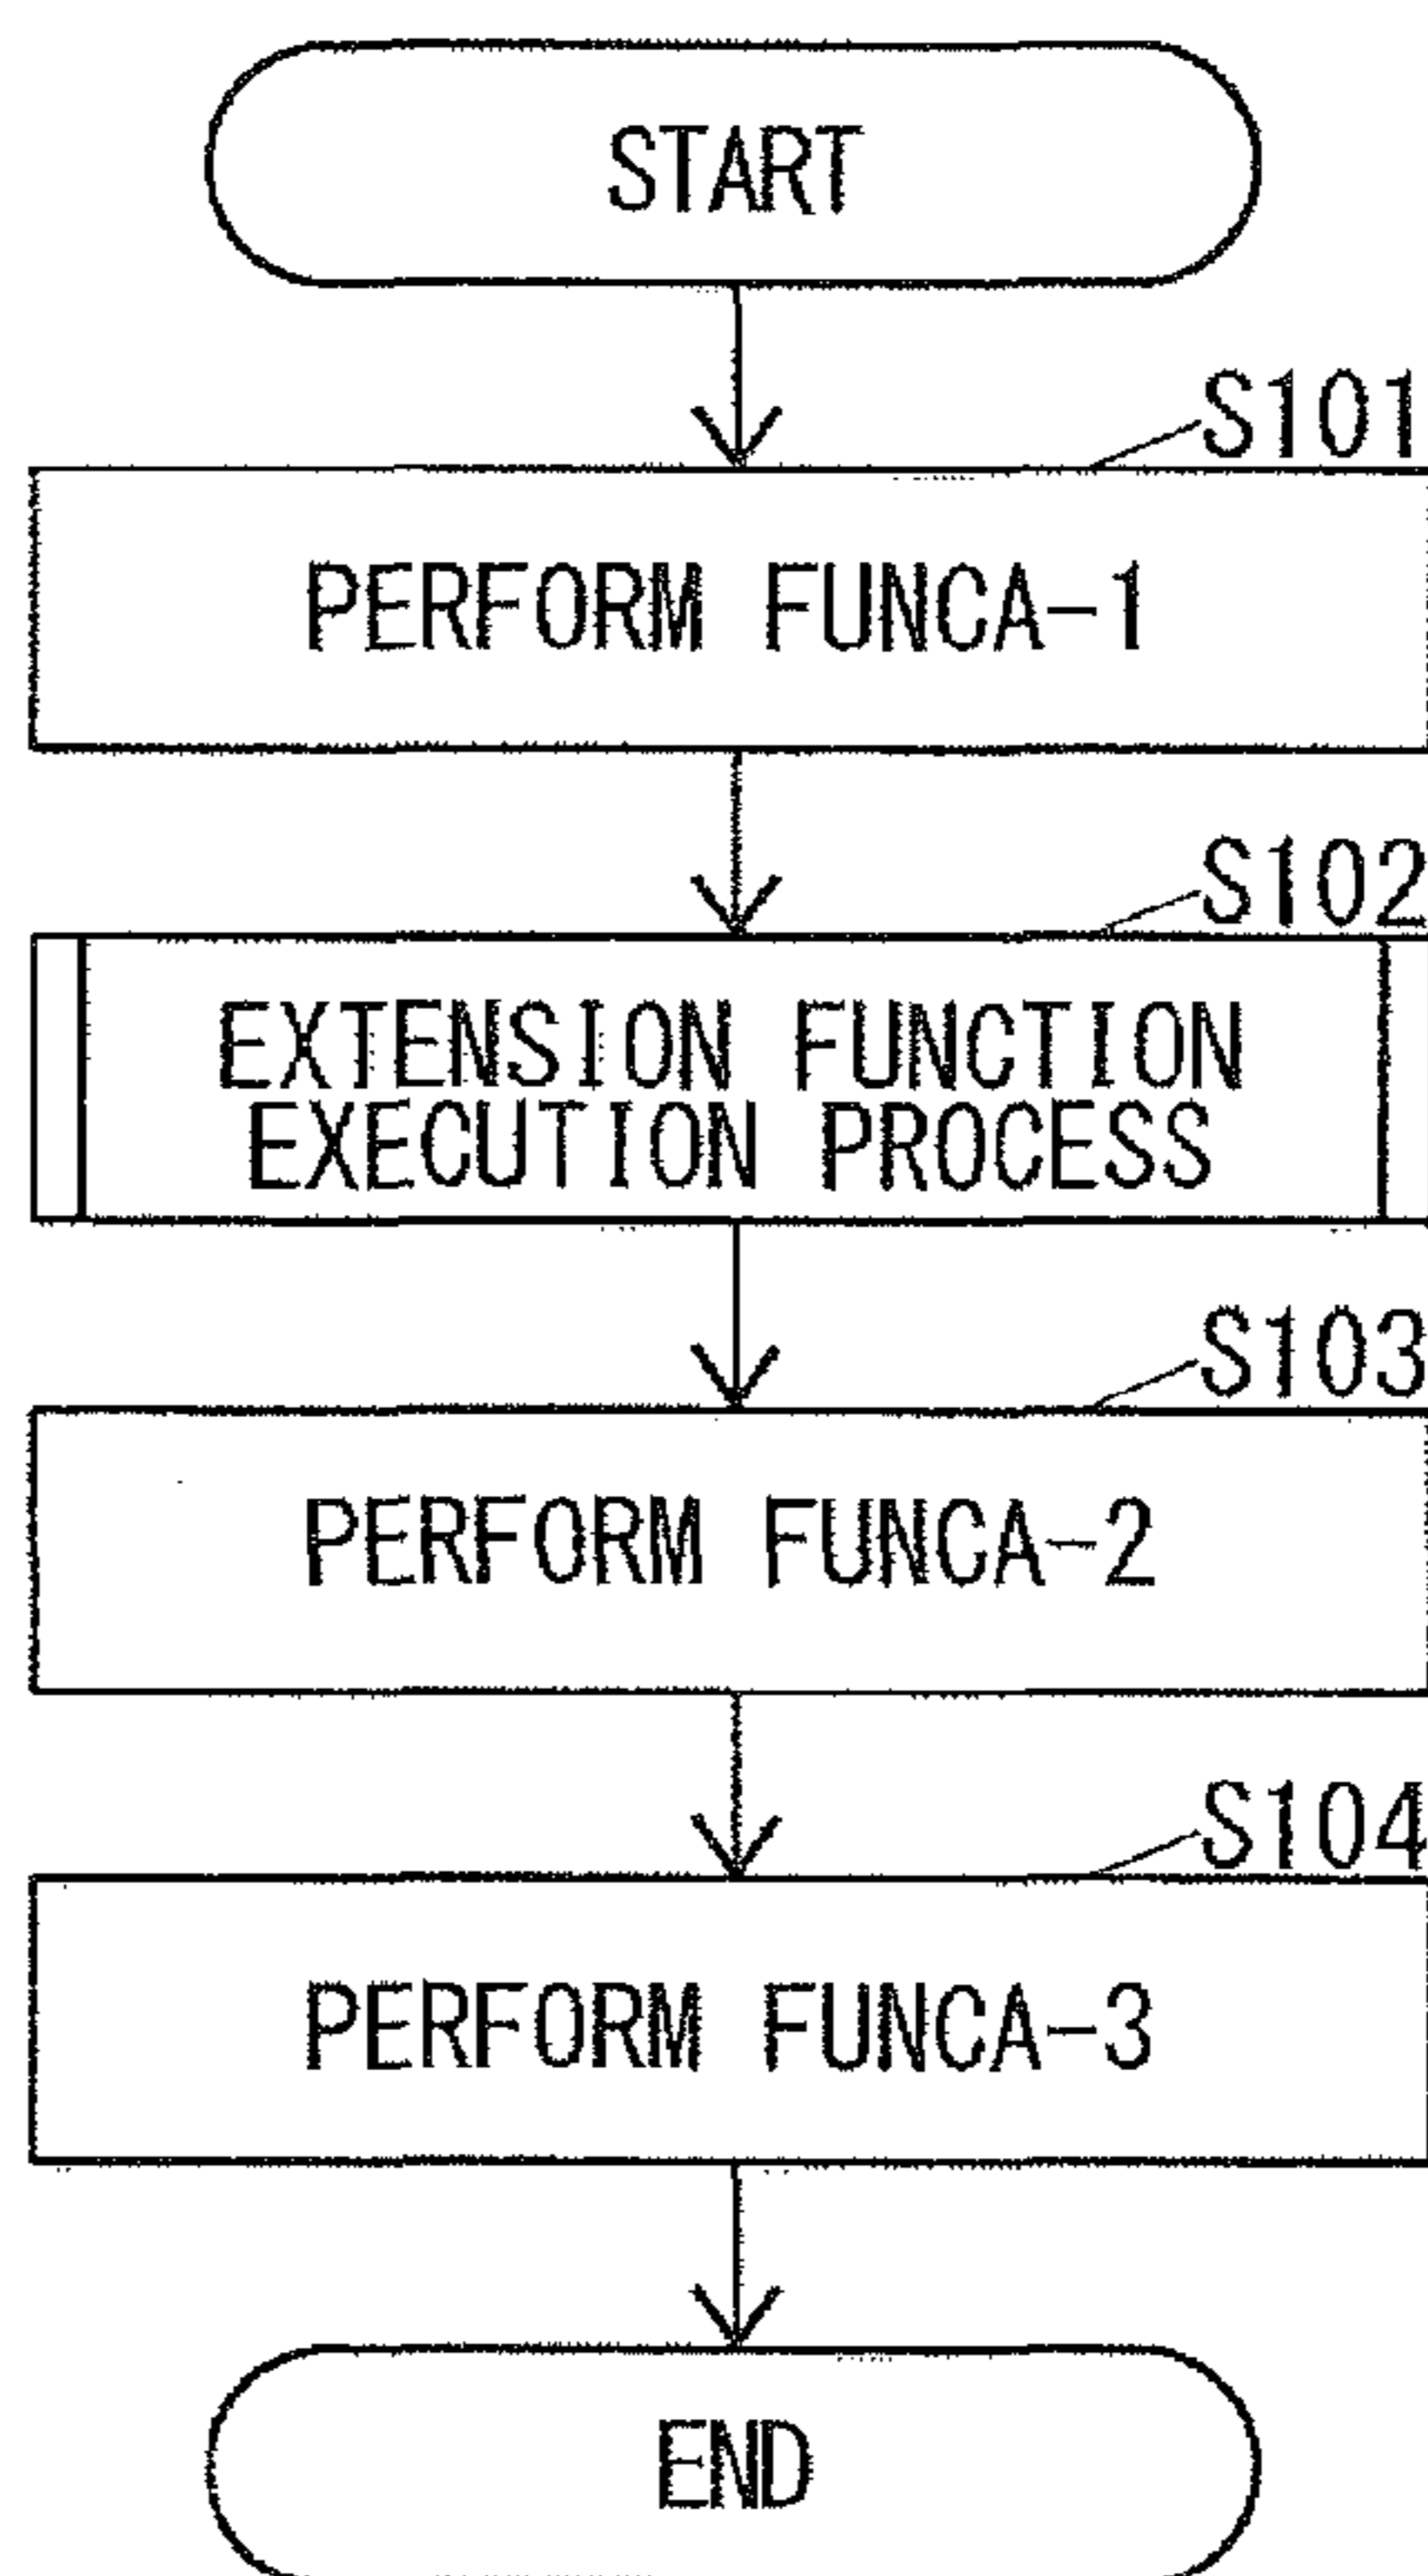 START
S101
PERFORM FUNCA-1
S102
EXTENSION FUNCTION
EXECUTION PROCESS
S103
PERFORM FUNCA-2
S104
PERFORM FUNCA-3
END